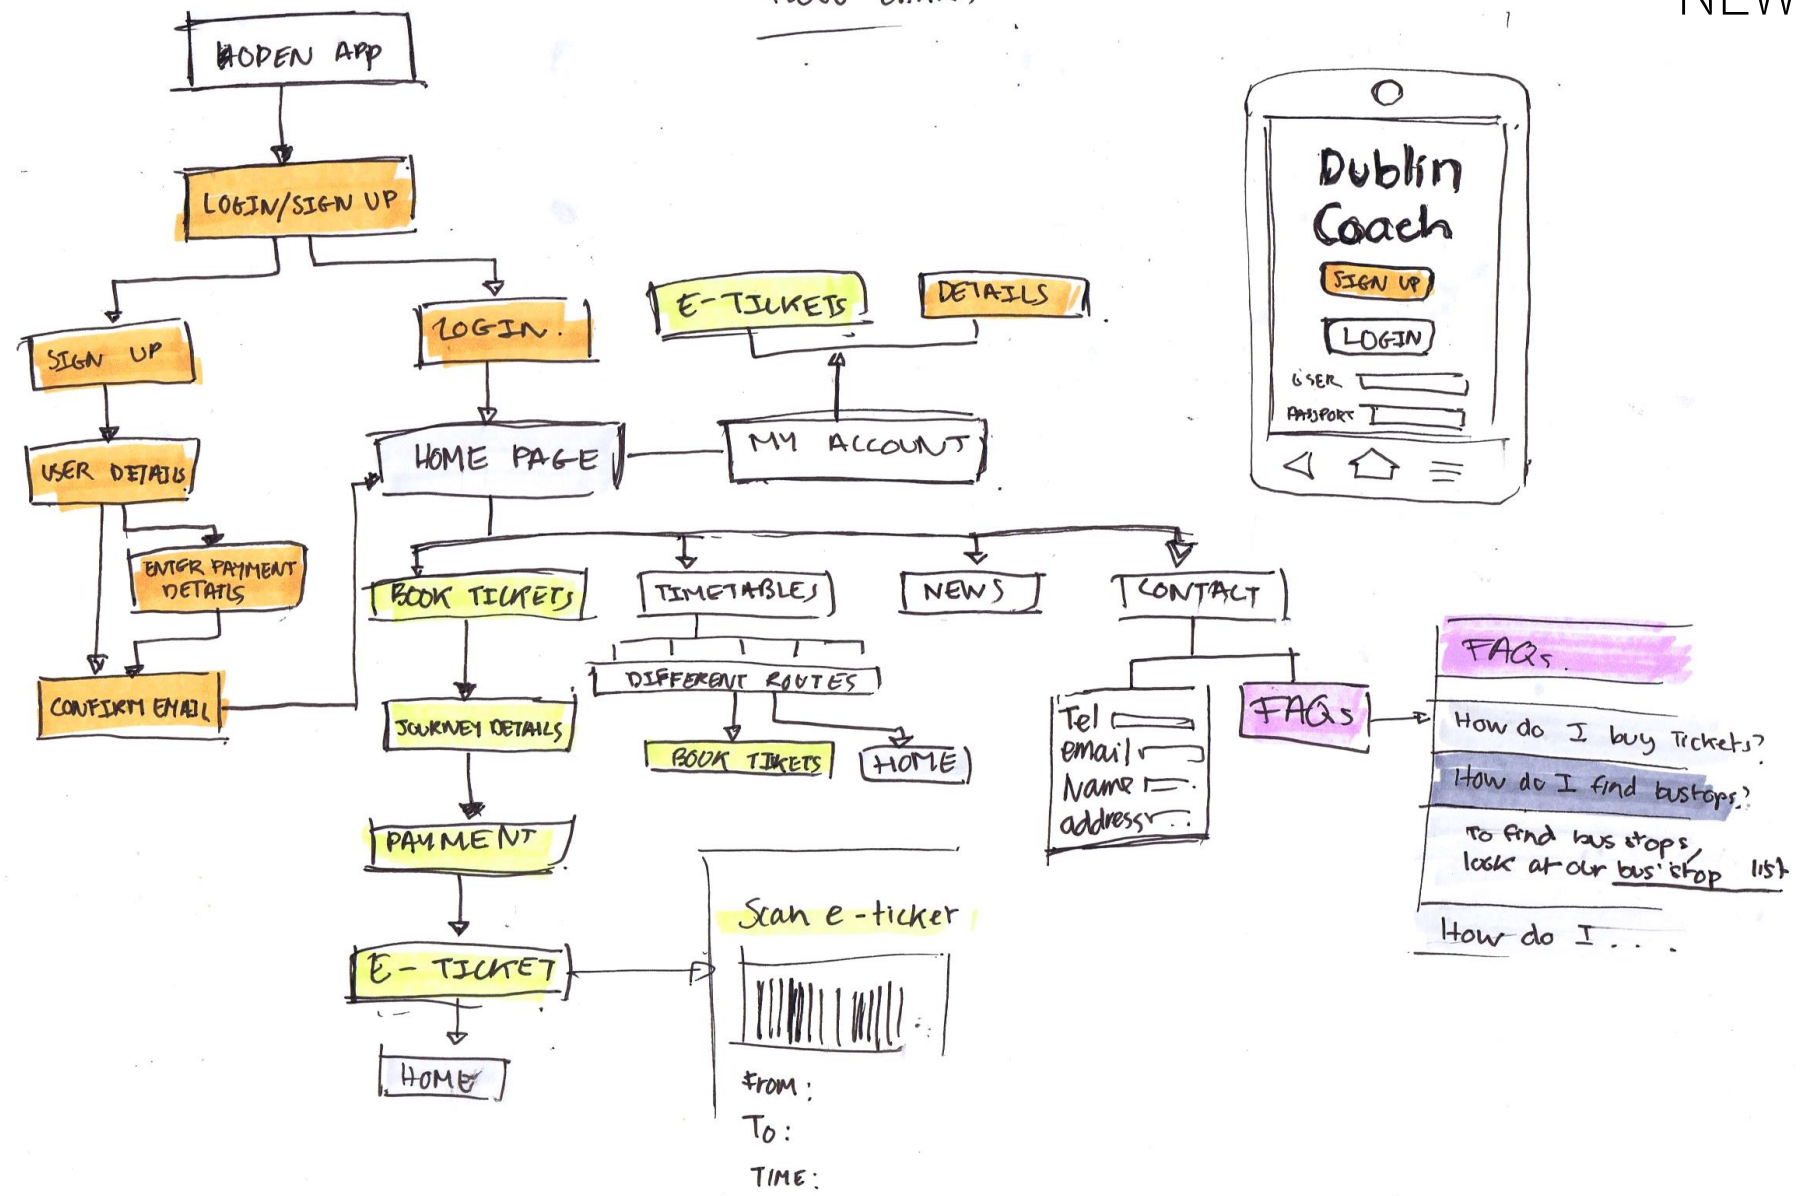 NEW
OPEN APP
LOGIN/SIGN UP
SIGN UP
LOGIN.
E-TICKETS
DETAILS
USER DETAILS
HOME PAGE
MY ACCOUNT
ENTER PAYMENT
DETAILS
CONFIRM EMAIL
BOOK TICKETS
TIMETABLES
NEWS
CONTACT
DIFFERENT ROUTES
JOURNEY DETAILS
BOOK TIKETS
HOME
PAYMENT
E-TICKET
HOME
Scan e-ticket
From:
To:
TIME:
Tel
email
Name
address
FAQs
FAQs.
How do I buy Tickets?
How do I find bustops?
To find bus stops,
look at our bus stop list
How do I....
Dublin
Coach
SIGN UP
LOGIN
USER
PASSPORT